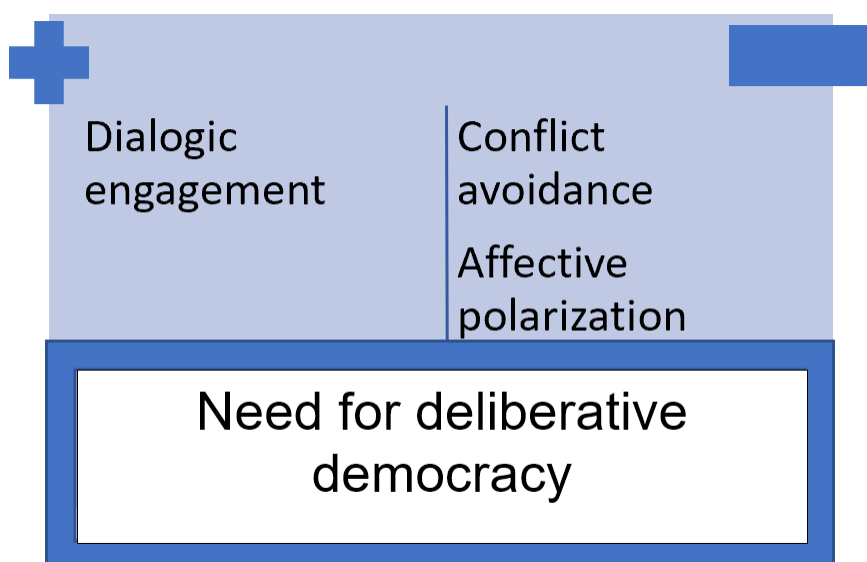 Dialogic
engagement
Conflict
avoidance
Affective
polarization
Need for deliberative
democracy